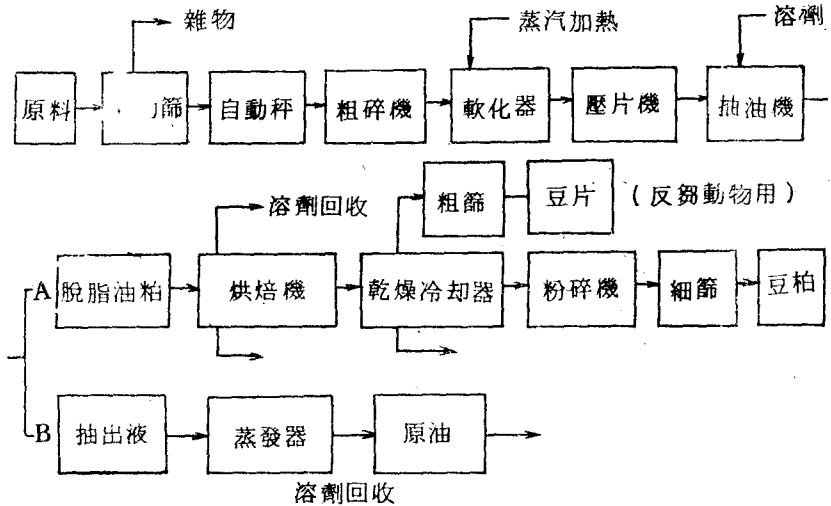 雜物
蒸汽加熱
溶劑
原料
篩
自動秤
粗碎機
軟化器
壓片機
抽油機
溶劑回收
粗篩
豆片
(反芻動物用)
A
脫脂油粕
烘焙機
乾燥冷却器
粉碎機
細篩
豆柏
B
抽出液
蒸發器
原油
溶劑回收